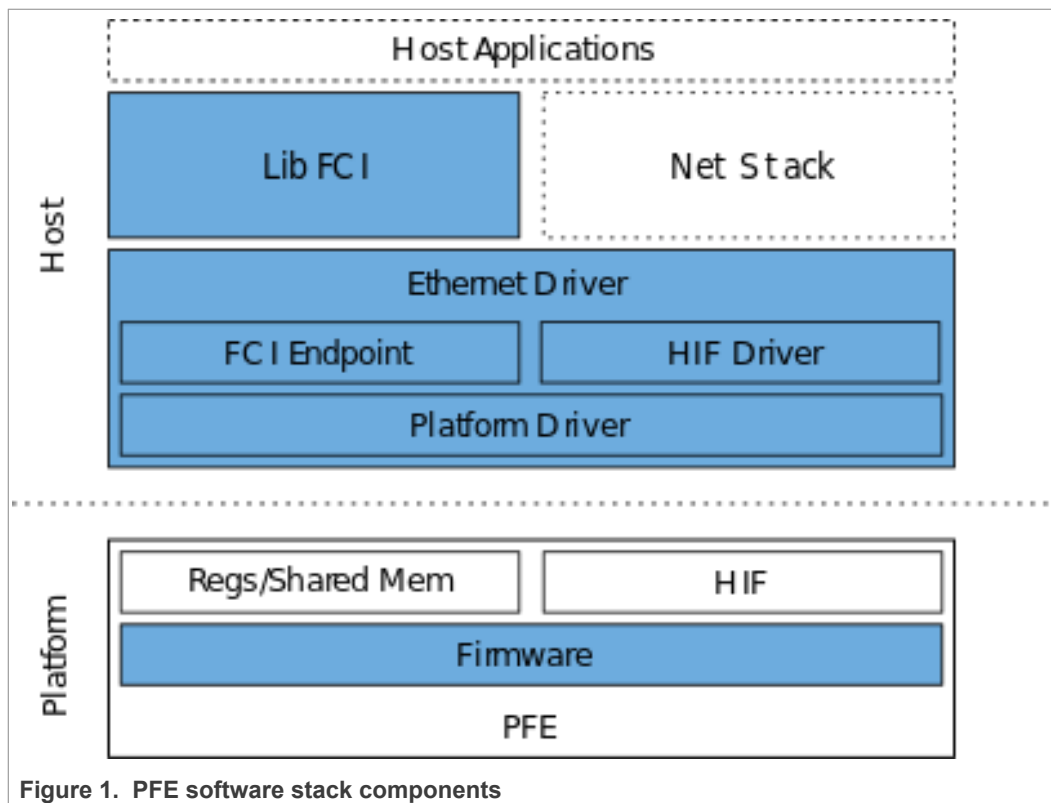 Host Applications
Lib FCI
Net Stack
Host
Ethernet Driver
FCI Endpoint
HIF Driver
Platform Driver
Regs/Shared Mem
HIF
Platform
Firmware
PFE
Figure 1. PFE software stack components